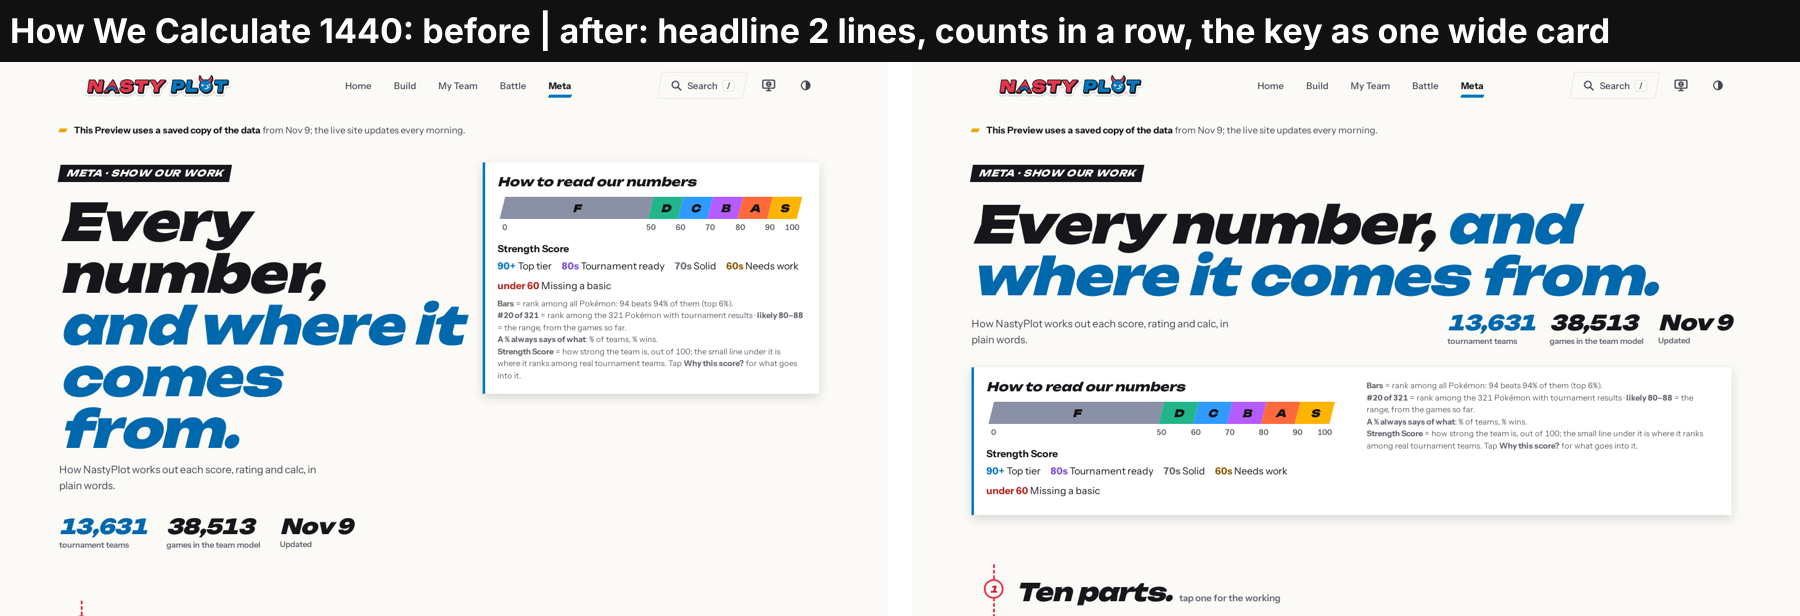 How We Calculate 1440: before | after: headline 2 lines, counts in a row, the key as one wide card
NASTY PLOT
Home Build My Team Battle Meta
Search /
This Preview uses a saved copy of the data from Nov 9; the live site updates every morning.
META · SHOW OUR WORK
Every
number,
and where it
comes
from.
How NastyPlot works out each score, rating and calc, in
plain words.
13,631 38,513 Nov 9
tournament teams games in the team model Updated
How to read our numbers
F D C B A S
0 50 60 70 80 90 100
Strength Score
90+ Top tier 80s Tournament ready 70s Solid 60s Needs work
under 60 Missing a basic
Bars = rank among all Pokémon: 94 beats 94% of them (top 6%).
#20 of 321 = rank among the 321 Pokémon with tournament results · likely 80–88
= the range, from the games so far.
A % always says of what: % of teams, % wins.
Strength Score = how strong the team is, out of 100; the small line under it is
where it ranks among real tournament teams. Tap Why this score? for what goes
into it.
NASTY PLOT
Home Build My Team Battle Meta
Search /
This Preview uses a saved copy of the data from Nov 9; the live site updates every morning.
META · SHOW OUR WORK
Every number, and
where it comes from.
How NastyPlot works out each score, rating and calc, in
plain words.
13,631 38,513 Nov 9
tournament teams games in the team model Updated
How to read our numbers
F D C B A S
0 50 60 70 80 90 100
Strength Score
90+ Top tier 80s Tournament ready 70s Solid 60s Needs work
under 60 Missing a basic
Bars = rank among all Pokémon: 94 beats 94% of them (top 6%).
#20 of 321 = rank among the 321 Pokémon with tournament results · likely 80–88 = the
range, from the games so far.
A % always says of what: % of teams, % wins.
Strength Score = how strong the team is, out of 100; the small line under it is where it ranks
among real tournament teams. Tap Why this score? for what goes into it.
1
Ten parts. tap one for the working